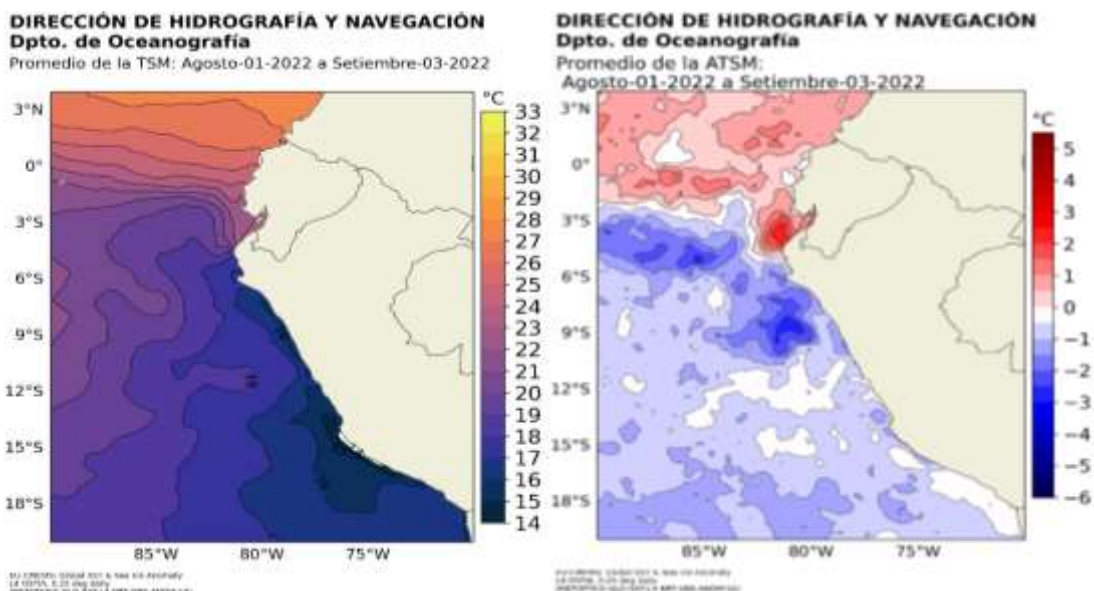 DIRECCIÓN DE HIDROGRAFÍA Y NAVEGACIÓN
Dpto. de Oceanografía
Promedio de la TSM: Agosto-01-2022 a Setiembre-03-2022
°C
3°N
0°
3°S
6°S
9°S
12°S
15°S
18°S
85°W
80°W
75°W
33
32
31
30
29
28
27
26
25
24
23
22
21
20
19
18
17
16
15
14
DIRECCIÓN DE HIDROGRAFÍA Y NAVEGACIÓN
Dpto. de Oceanografía
Promedio de la ATSM:
Agosto-01-2022 a Setiembre-03-2022
°C
3°N
0°
3°S
6°S
9°S
12°S
15°S
18°S
85°W
80°W
75°W
5
4
3
2
1
0
−1
−2
−3
−4
−5
−6